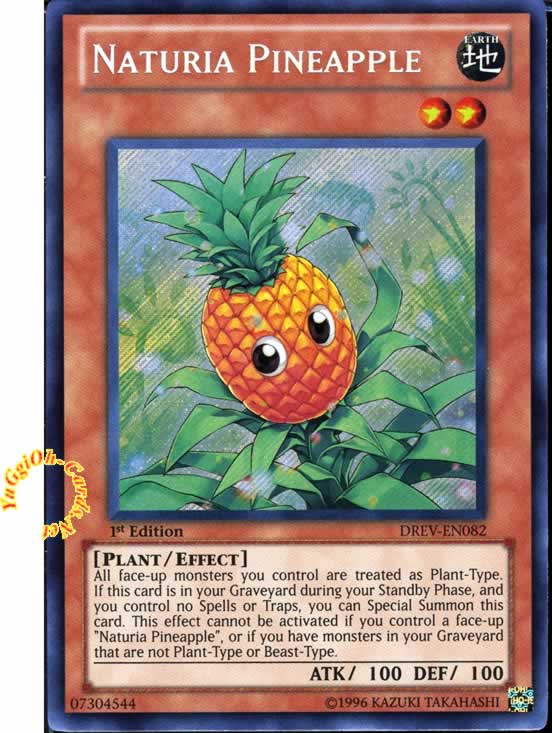 NATURIA PINEAPPLE
EARTH
地
1st Edition
DREV-EN082
[PLANT/EFFECT]
All face-up monsters you control are treated as Plant-Type.
If this card is in your Graveyard during your Standby Phase, and
you control no Spells or Traps, you can Special Summon this
card. This effect cannot be activated if you control a face-up
"Naturia Pineapple", or if you have monsters in your Graveyard
that are not Plant-Type or Beast-Type.
ATK/ 100 DEF/ 100
07304544
©1996 KAZUKI TAKAHASHI
YuGgiOh-Cards.Net